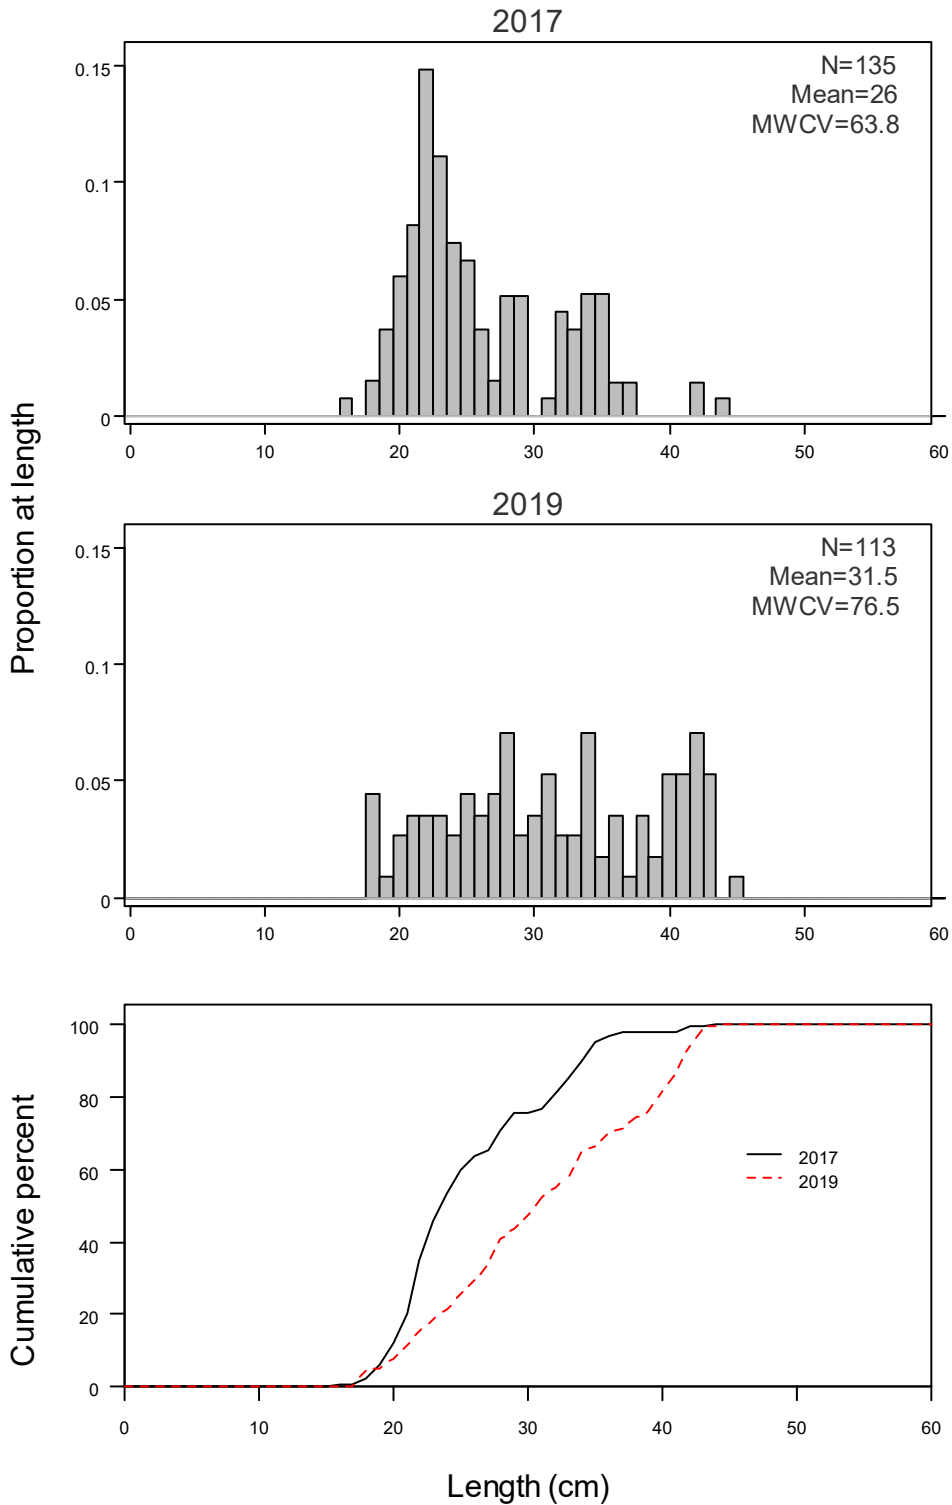 2017
N=135
Mean=26
MWCV=63.8
0.15
0.1
0.05
0
0 10 20 30 40 50 60
Proportion at length
2019
N=113
Mean=31.5
MWCV=76.5
0.15
0.1
0.05
0
0 10 20 30 40 50 60
Cumulative percent
100
80
60
40
20
0
2017
2019
0 10 20 30 40 50 60
Length (cm)